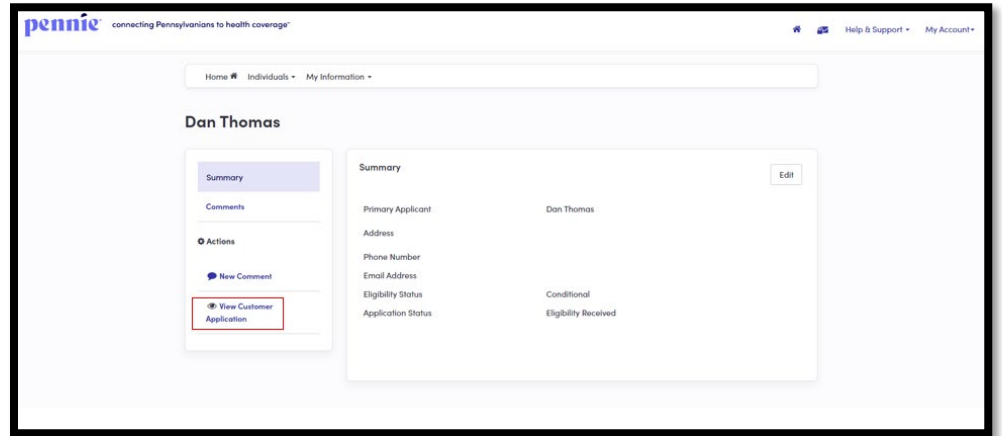 pennie connecting Pennsylvanians to health coverage™
Help & Support My Account
Home Individuals My Information
Dan Thomas
Summary
Comments
Actions
New Comment
View Customer
Application
Summary
Edit
Primary Applicant Dan Thomas
Address
Phone Number
Email Address
Eligibility Status Conditional
Application Status Eligibility Received